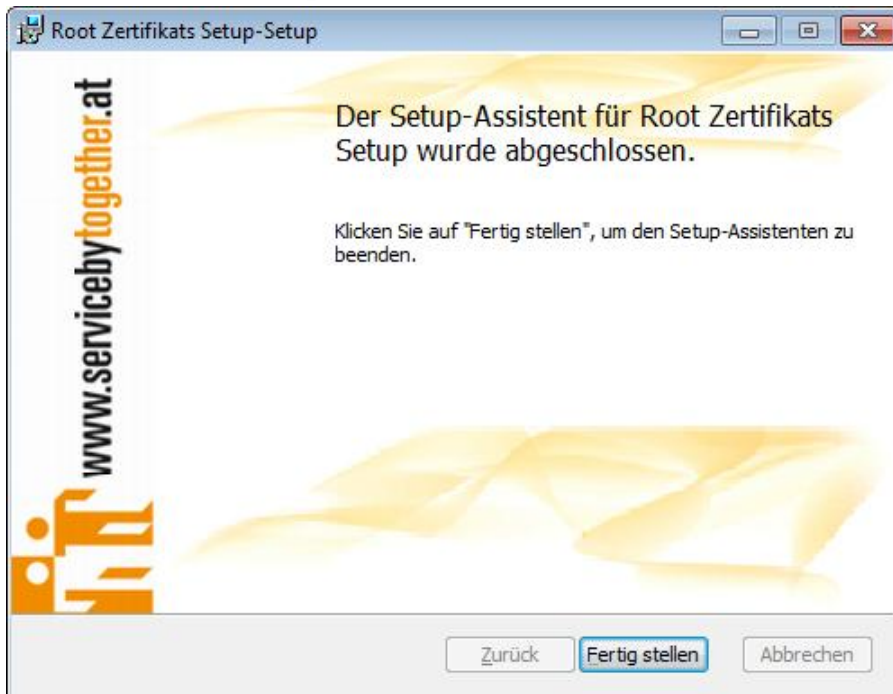 Root Zertifikats Setup-Setup
www.servicebytogether.at
Der Setup-Assistent für Root Zertifikats
Setup wurde abgeschlossen.
Klicken Sie auf "Fertig stellen", um den Setup-Assistenten zu
beenden.
Zurück
Fertig stellen
Abbrechen